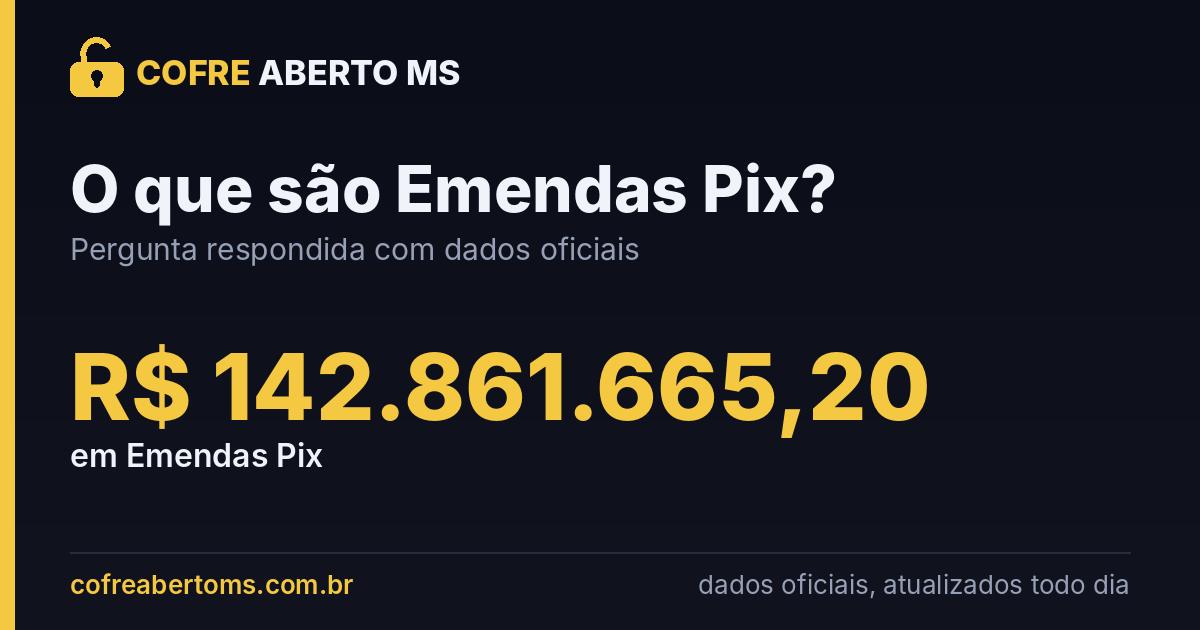 COFRE ABERTO MS
O que são Emendas Pix?
Pergunta respondida com dados oficiais
R$ 142.861.665,20
em Emendas Pix
cofreabertoms.com.br
dados oficiais, atualizados todo dia